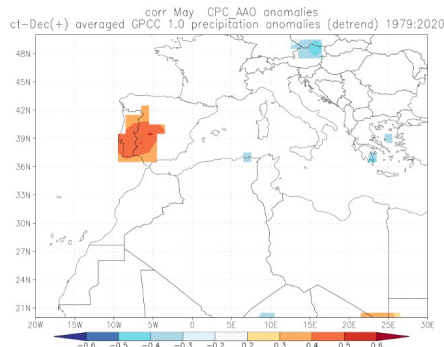 corr May CPC_AAO anomalies
ct-Dec(+) averaged GPCC 1.0 precipitation anomalies (detrend) 1979:2020
48N
45N
42N
39N
36N
33N
30N
27N
24N
21N
20W 15W 10W 5W 0 5E 10E 15E 20E 25E 30E
-0.6 -0.5 -0.4 -0.3 -0.2 0.2 0.3 0.4 0.5 0.6